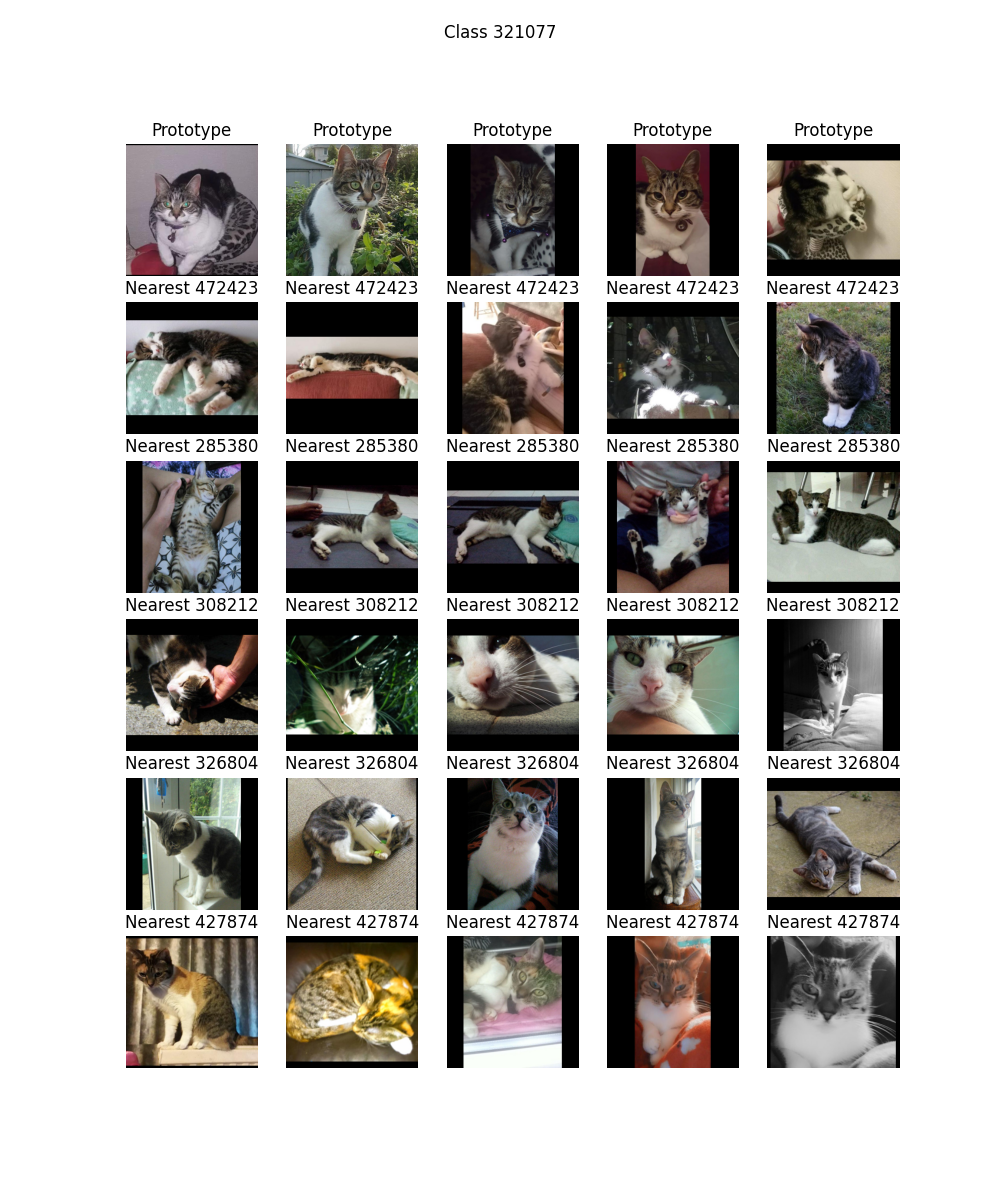 Class 321077
Prototype Prototype Prototype Prototype Prototype
Nearest 472423 Nearest 472423 Nearest 472423 Nearest 472423 Nearest 472423
Nearest 285380 Nearest 285380 Nearest 285380 Nearest 285380 Nearest 285380
Nearest 308212 Nearest 308212 Nearest 308212 Nearest 308212 Nearest 308212
Nearest 326804 Nearest 326804 Nearest 326804 Nearest 326804 Nearest 326804
Nearest 427874 Nearest 427874 Nearest 427874 Nearest 427874 Nearest 427874